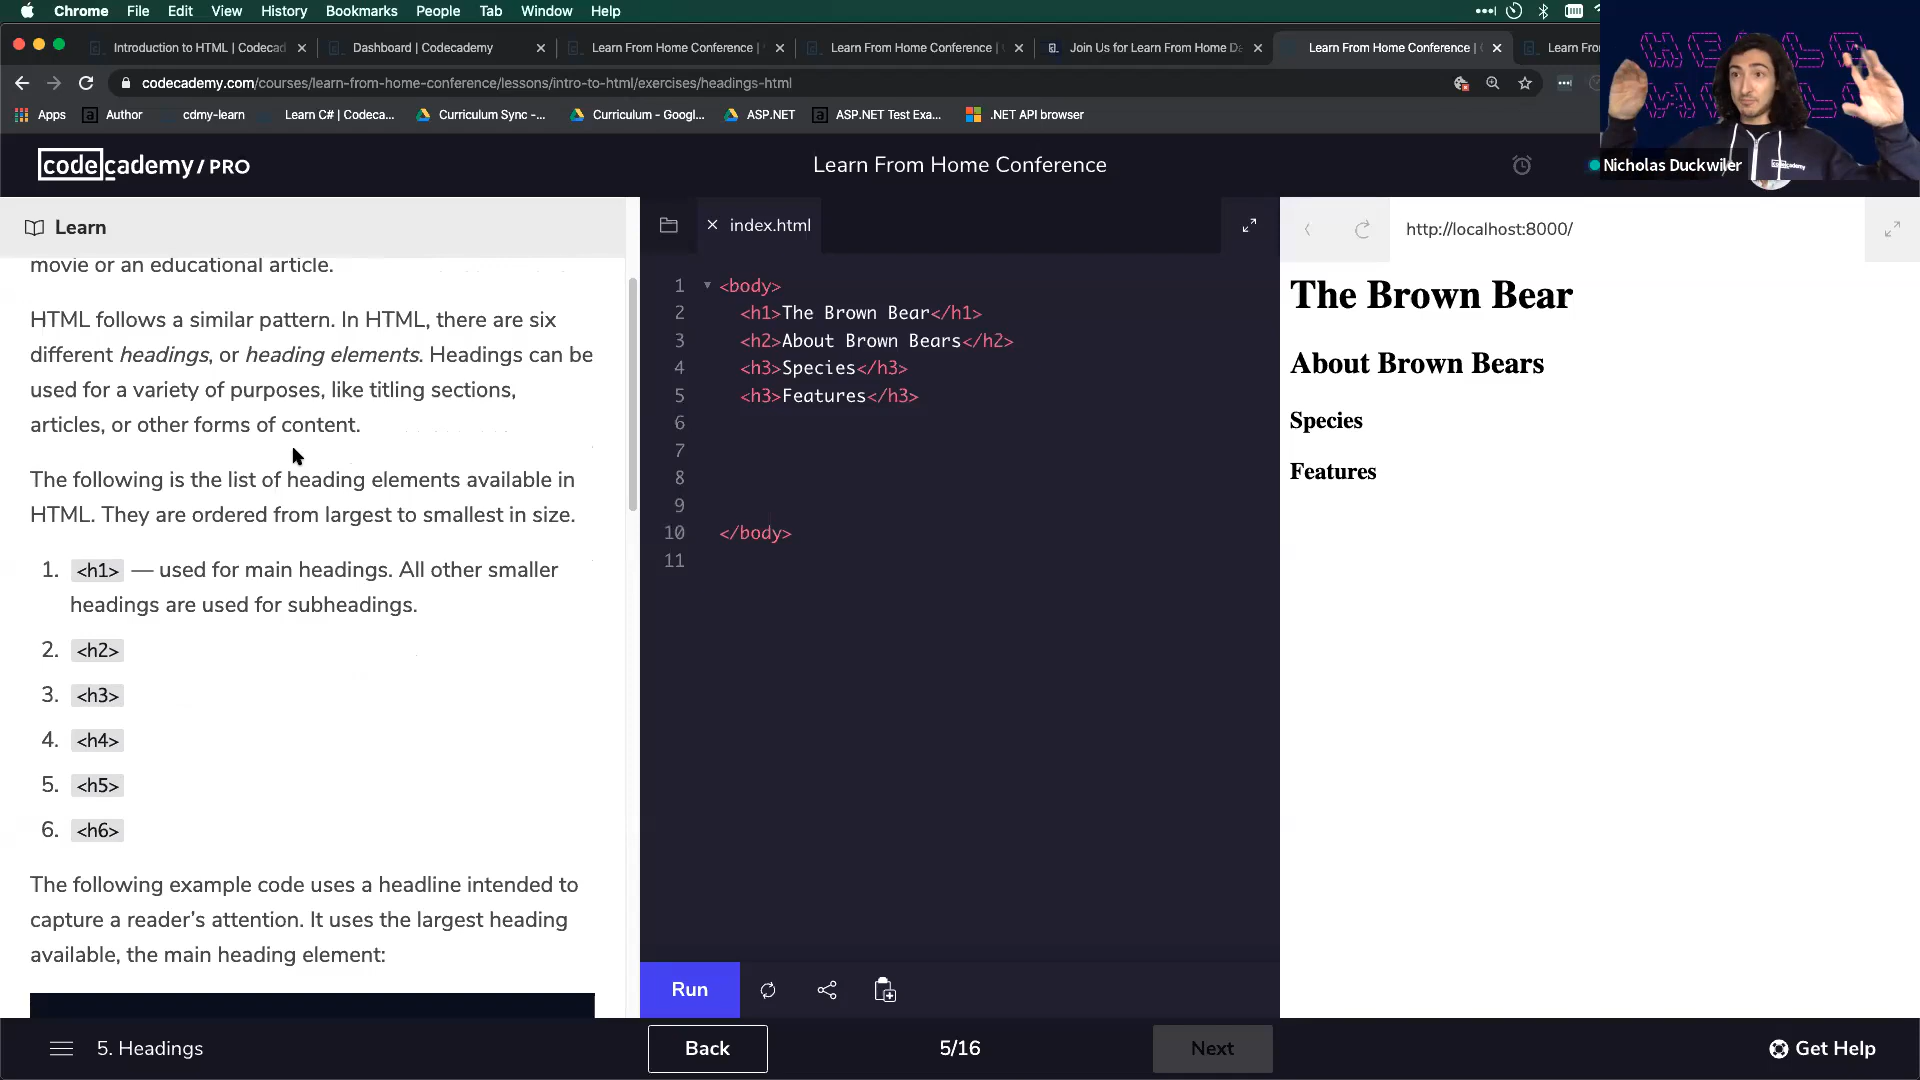 Chrome File Edit View History Bookmarks People Tab Window Help
Introduction to HTML | Codecad
Dashboard | Codecademy
Learn From Home Conference |
Learn From Home Conference |
Join Us for Learn From Home Da
Learn From Home Conference |
Learn Fro
codecademy.com/courses/learn-from-home-conference/lessons/intro-to-html/exercises/headings-html
Apps Author cdmy-learn Learn C# | Codeca... Curriculum Sync -... Curriculum - Googl... ASP.NET ASP.NET Test Exa... .NET API browser
codecademy / PRO
Learn From Home Conference
Nicholas Duckwiler
Learn
movie or an educational article.
HTML follows a similar pattern. In HTML, there are six
different headings, or heading elements. Headings can be
used for a variety of purposes, like titling sections,
articles, or other forms of content.
The following is the list of heading elements available in
HTML. They are ordered from largest to smallest in size.
1. <h1> — used for main headings. All other smaller
headings are used for subheadings.
2. <h2>
3. <h3>
4. <h4>
5. <h5>
6. <h6>
The following example code uses a headline intended to
capture a reader's attention. It uses the largest heading
available, the main heading element:
index.html
1 <body>
2 <h1>The Brown Bear</h1>
3 <h2>About Brown Bears</h2>
4 <h3>Species</h3>
5 <h3>Features</h3>
6
7
8
9
10 </body>
11
Run
http://localhost:8000/
The Brown Bear
About Brown Bears
Species
Features
5. Headings
Back
5/16
Next
Get Help